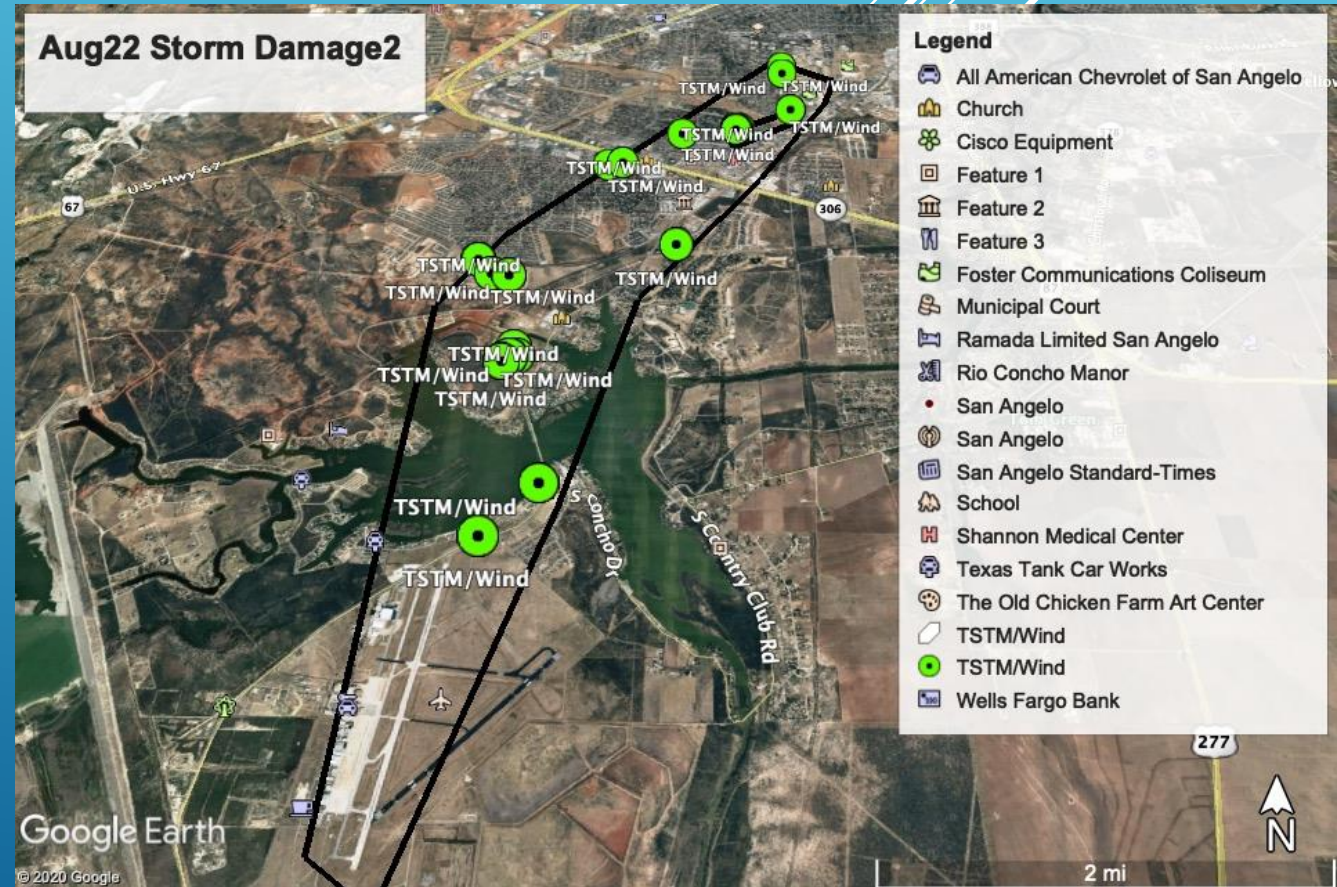 Aug22 Storm Damage2
Legend
All American Chevrolet of San Angelo
Church
Cisco Equipment
Feature 1
Feature 2
Feature 3
Foster Communications Coliseum
Municipal Court
Ramada Limited San Angelo
Rio Concho Manor
San Angelo
San Angelo
San Angelo Standard-Times
School
Shannon Medical Center
Texas Tank Car Works
The Old Chicken Farm Art Center
TSTM/Wind
TSTM/Wind
Wells Fargo Bank
TSTM/Wind
TSTM/Wind
TSTM/Wind
TSTM/Wind
TSTM/Wind
TSTM/Wind
TSTM/Wind
U.S. Hwy 67
67
306
TSTM/Wind
TSTM/Wind
TSTM/Wind
TSTM/Wind
TSTM/Wind
TSTM/Wind
TSTM/Wind
TSTM/Wind
TSTM/Wind
S Concho Dr
S Country Club Rd
TSTM/Wind
277
N
Google Earth
© 2020 Google
2 mi